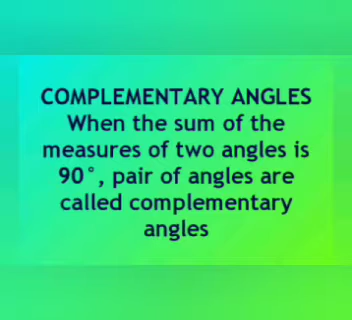 COMPLEMENTARY ANGLES
When the sum of the
measures of two angles is
90°, pair of angles are
called complementary
angles